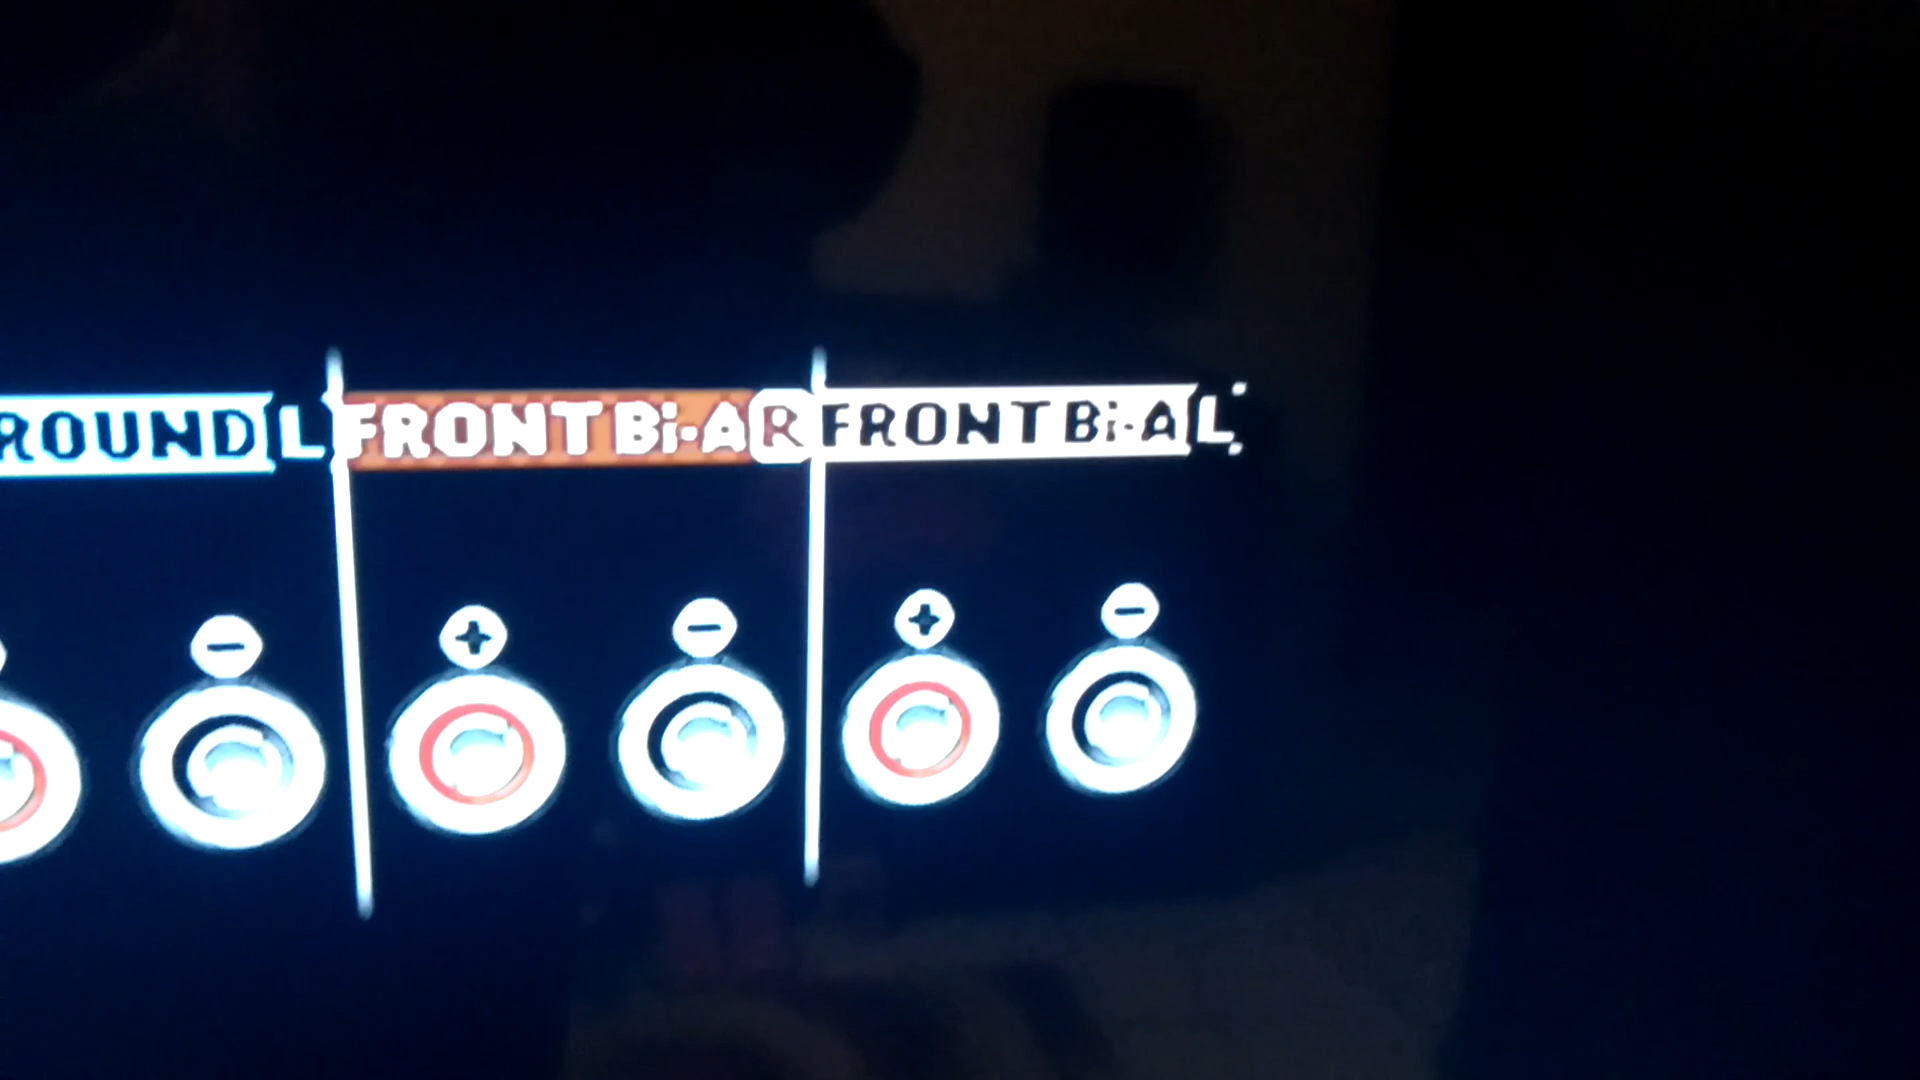 ROUND L FRONT Bi-A R FRONT Bi-A L
- + - + -